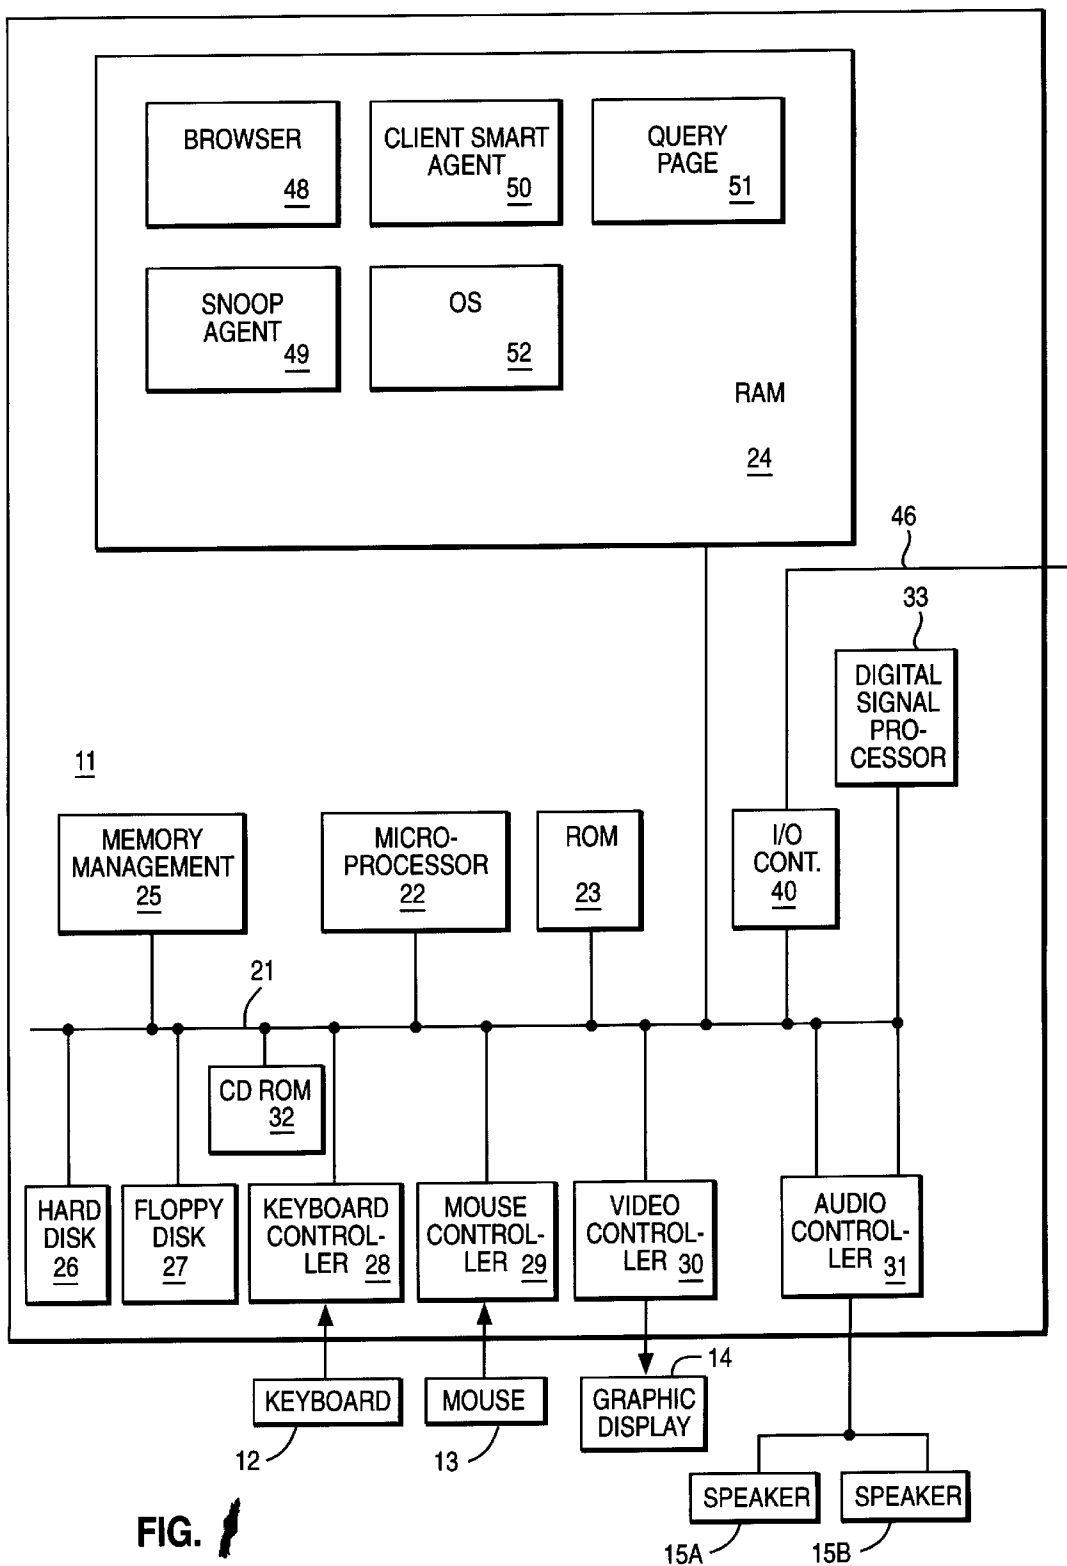 BROWSER
48
CLIENT SMART
AGENT
50
QUERY
PAGE
51
SNOOP
AGENT
49
OS
52
RAM
24
46
33
DIGITAL
SIGNAL
PRO-
CESSOR
11
MEMORY
MANAGEMENT
25
MICRO-
PROCESSOR
22
ROM
23
I/O
CONT.
40
21
CD ROM
32
HARD
DISK
26
FLOPPY
DISK
27
KEYBOARD
CONTROL-
LER 28
MOUSE
CONTROL-
LER 29
VIDEO
CONTROL-
LER 30
AUDIO
CONTROL-
LER 31
KEYBOARD
12
MOUSE
13
GRAPHIC
DISPLAY
14
SPEAKER
15A
SPEAKER
15B
FIG. 1